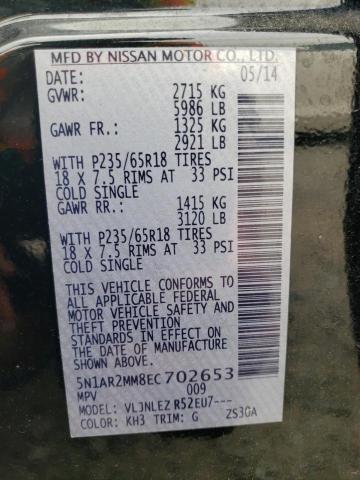 MFD BY NISSAN MOTOR CO., LTD.
DATE: 05/14
GVWR: 2715 KG
5986 LB
GAWR FR.: 1325 KG
2921 LB
WITH P235/65R18 TIRES
18 X 7.5 RIMS AT 33 PSI
COLD SINGLE
GAWR RR.: 1415 KG
3120 LB
WITH P235/65R18 TIRES
18 X 7.5 RIMS AT 33 PSI
COLD SINGLE
THIS VEHICLE CONFORMS TO
ALL APPLICABLE FEDERAL
MOTOR VEHICLE SAFETY AND
BUMPER AND THEFT PREVENTION
STANDARDS IN EFFECT ON THE
DATE OF MANUFACTURE SHOWN
ABOVE.
5N1AR2MM8EC702653
MPV 009
MODEL: VLJNLEZ R52EU7---
COLOR: KH3 TRIM: G ZS3GA